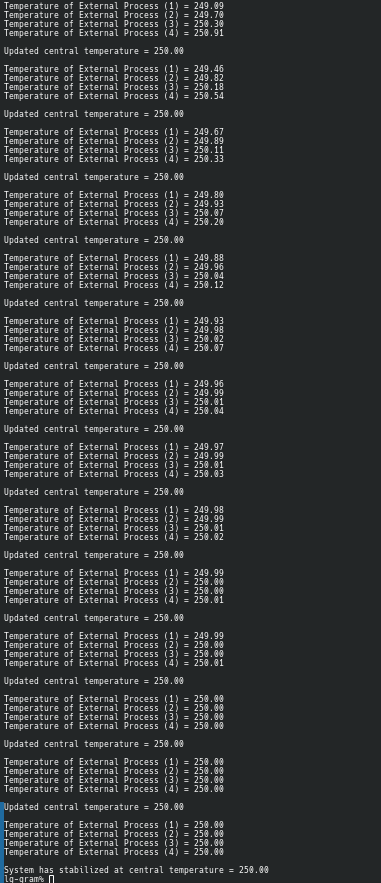 Temperature of External Process (1) = 249.09
Temperature of External Process (2) = 249.70
Temperature of External Process (3) = 250.30
Temperature of External Process (4) = 250.91
Updated central temperature = 250.00
Temperature of External Process (1) = 249.46
Temperature of External Process (2) = 249.82
Temperature of External Process (3) = 250.18
Temperature of External Process (4) = 250.54
Updated central temperature = 250.00
Temperature of External Process (1) = 249.67
Temperature of External Process (2) = 249.89
Temperature of External Process (3) = 250.11
Temperature of External Process (4) = 250.33
Updated central temperature = 250.00
Temperature of External Process (1) = 249.80
Temperature of External Process (2) = 249.93
Temperature of External Process (3) = 250.07
Temperature of External Process (4) = 250.20
Updated central temperature = 250.00
Temperature of External Process (1) = 249.88
Temperature of External Process (2) = 249.96
Temperature of External Process (3) = 250.04
Temperature of External Process (4) = 250.12
Updated central temperature = 250.00
Temperature of External Process (1) = 249.93
Temperature of External Process (2) = 249.98
Temperature of External Process (3) = 250.02
Temperature of External Process (4) = 250.07
Updated central temperature = 250.00
Temperature of External Process (1) = 249.96
Temperature of External Process (2) = 249.99
Temperature of External Process (3) = 250.01
Temperature of External Process (4) = 250.04
Updated central temperature = 250.00
Temperature of External Process (1) = 249.97
Temperature of External Process (2) = 249.99
Temperature of External Process (3) = 250.01
Temperature of External Process (4) = 250.03
Updated central temperature = 250.00
Temperature of External Process (1) = 249.98
Temperature of External Process (2) = 249.99
Temperature of External Process (3) = 250.01
Temperature of External Process (4) = 250.02
Updated central temperature = 250.00
Temperature of External Process (1) = 249.99
Temperature of External Process (2) = 250.00
Temperature of External Process (3) = 250.00
Temperature of External Process (4) = 250.01
Updated central temperature = 250.00
Temperature of External Process (1) = 249.99
Temperature of External Process (2) = 250.00
Temperature of External Process (3) = 250.00
Temperature of External Process (4) = 250.01
Updated central temperature = 250.00
Temperature of External Process (1) = 250.00
Temperature of External Process (2) = 250.00
Temperature of External Process (3) = 250.00
Temperature of External Process (4) = 250.00
Updated central temperature = 250.00
Temperature of External Process (1) = 250.00
Temperature of External Process (2) = 250.00
Temperature of External Process (3) = 250.00
Temperature of External Process (4) = 250.00
Updated central temperature = 250.00
Temperature of External Process (1) = 250.00
Temperature of External Process (2) = 250.00
Temperature of External Process (3) = 250.00
Temperature of External Process (4) = 250.00
System has stabilized at central temperature = 250.00
lg-gram%